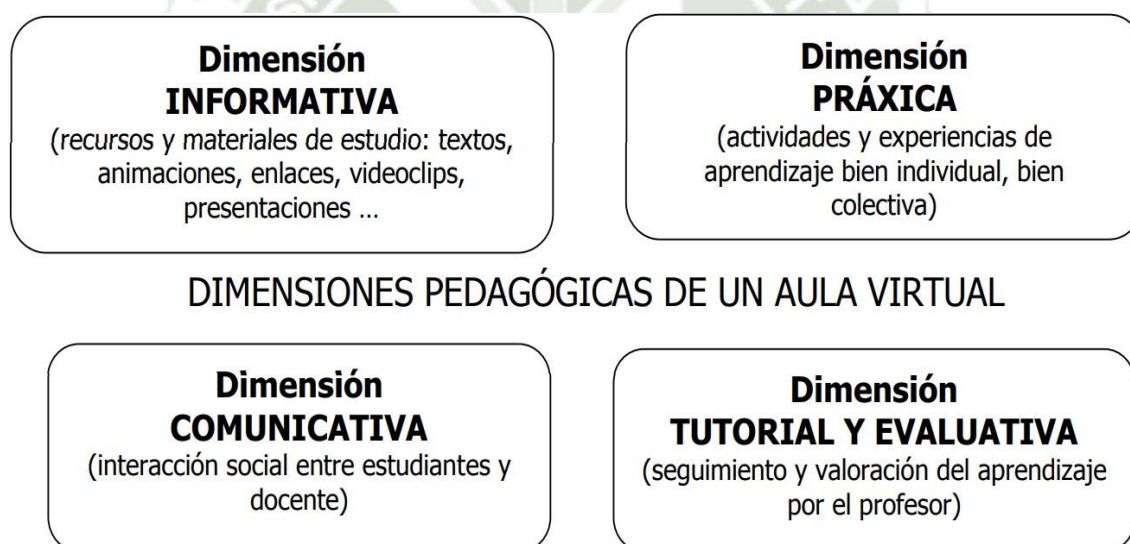 Dimensión
INFORMATIVA
(recursos y materiales de estudio: textos,
animaciones, enlaces, videoclips,
presentaciones ...
Dimensión
PRÁXICA
(actividades y experiencias de
aprendizaje bien individual, bien
colectiva)
DIMENSIONES PEDAGÓGICAS DE UN AULA VIRTUAL
Dimensión
COMUNICATIVA
(interacción social entre estudiantes y
docente)
Dimensión
TUTORIAL Y EVALUATIVA
(seguimiento y valoración del aprendizaje
por el profesor)